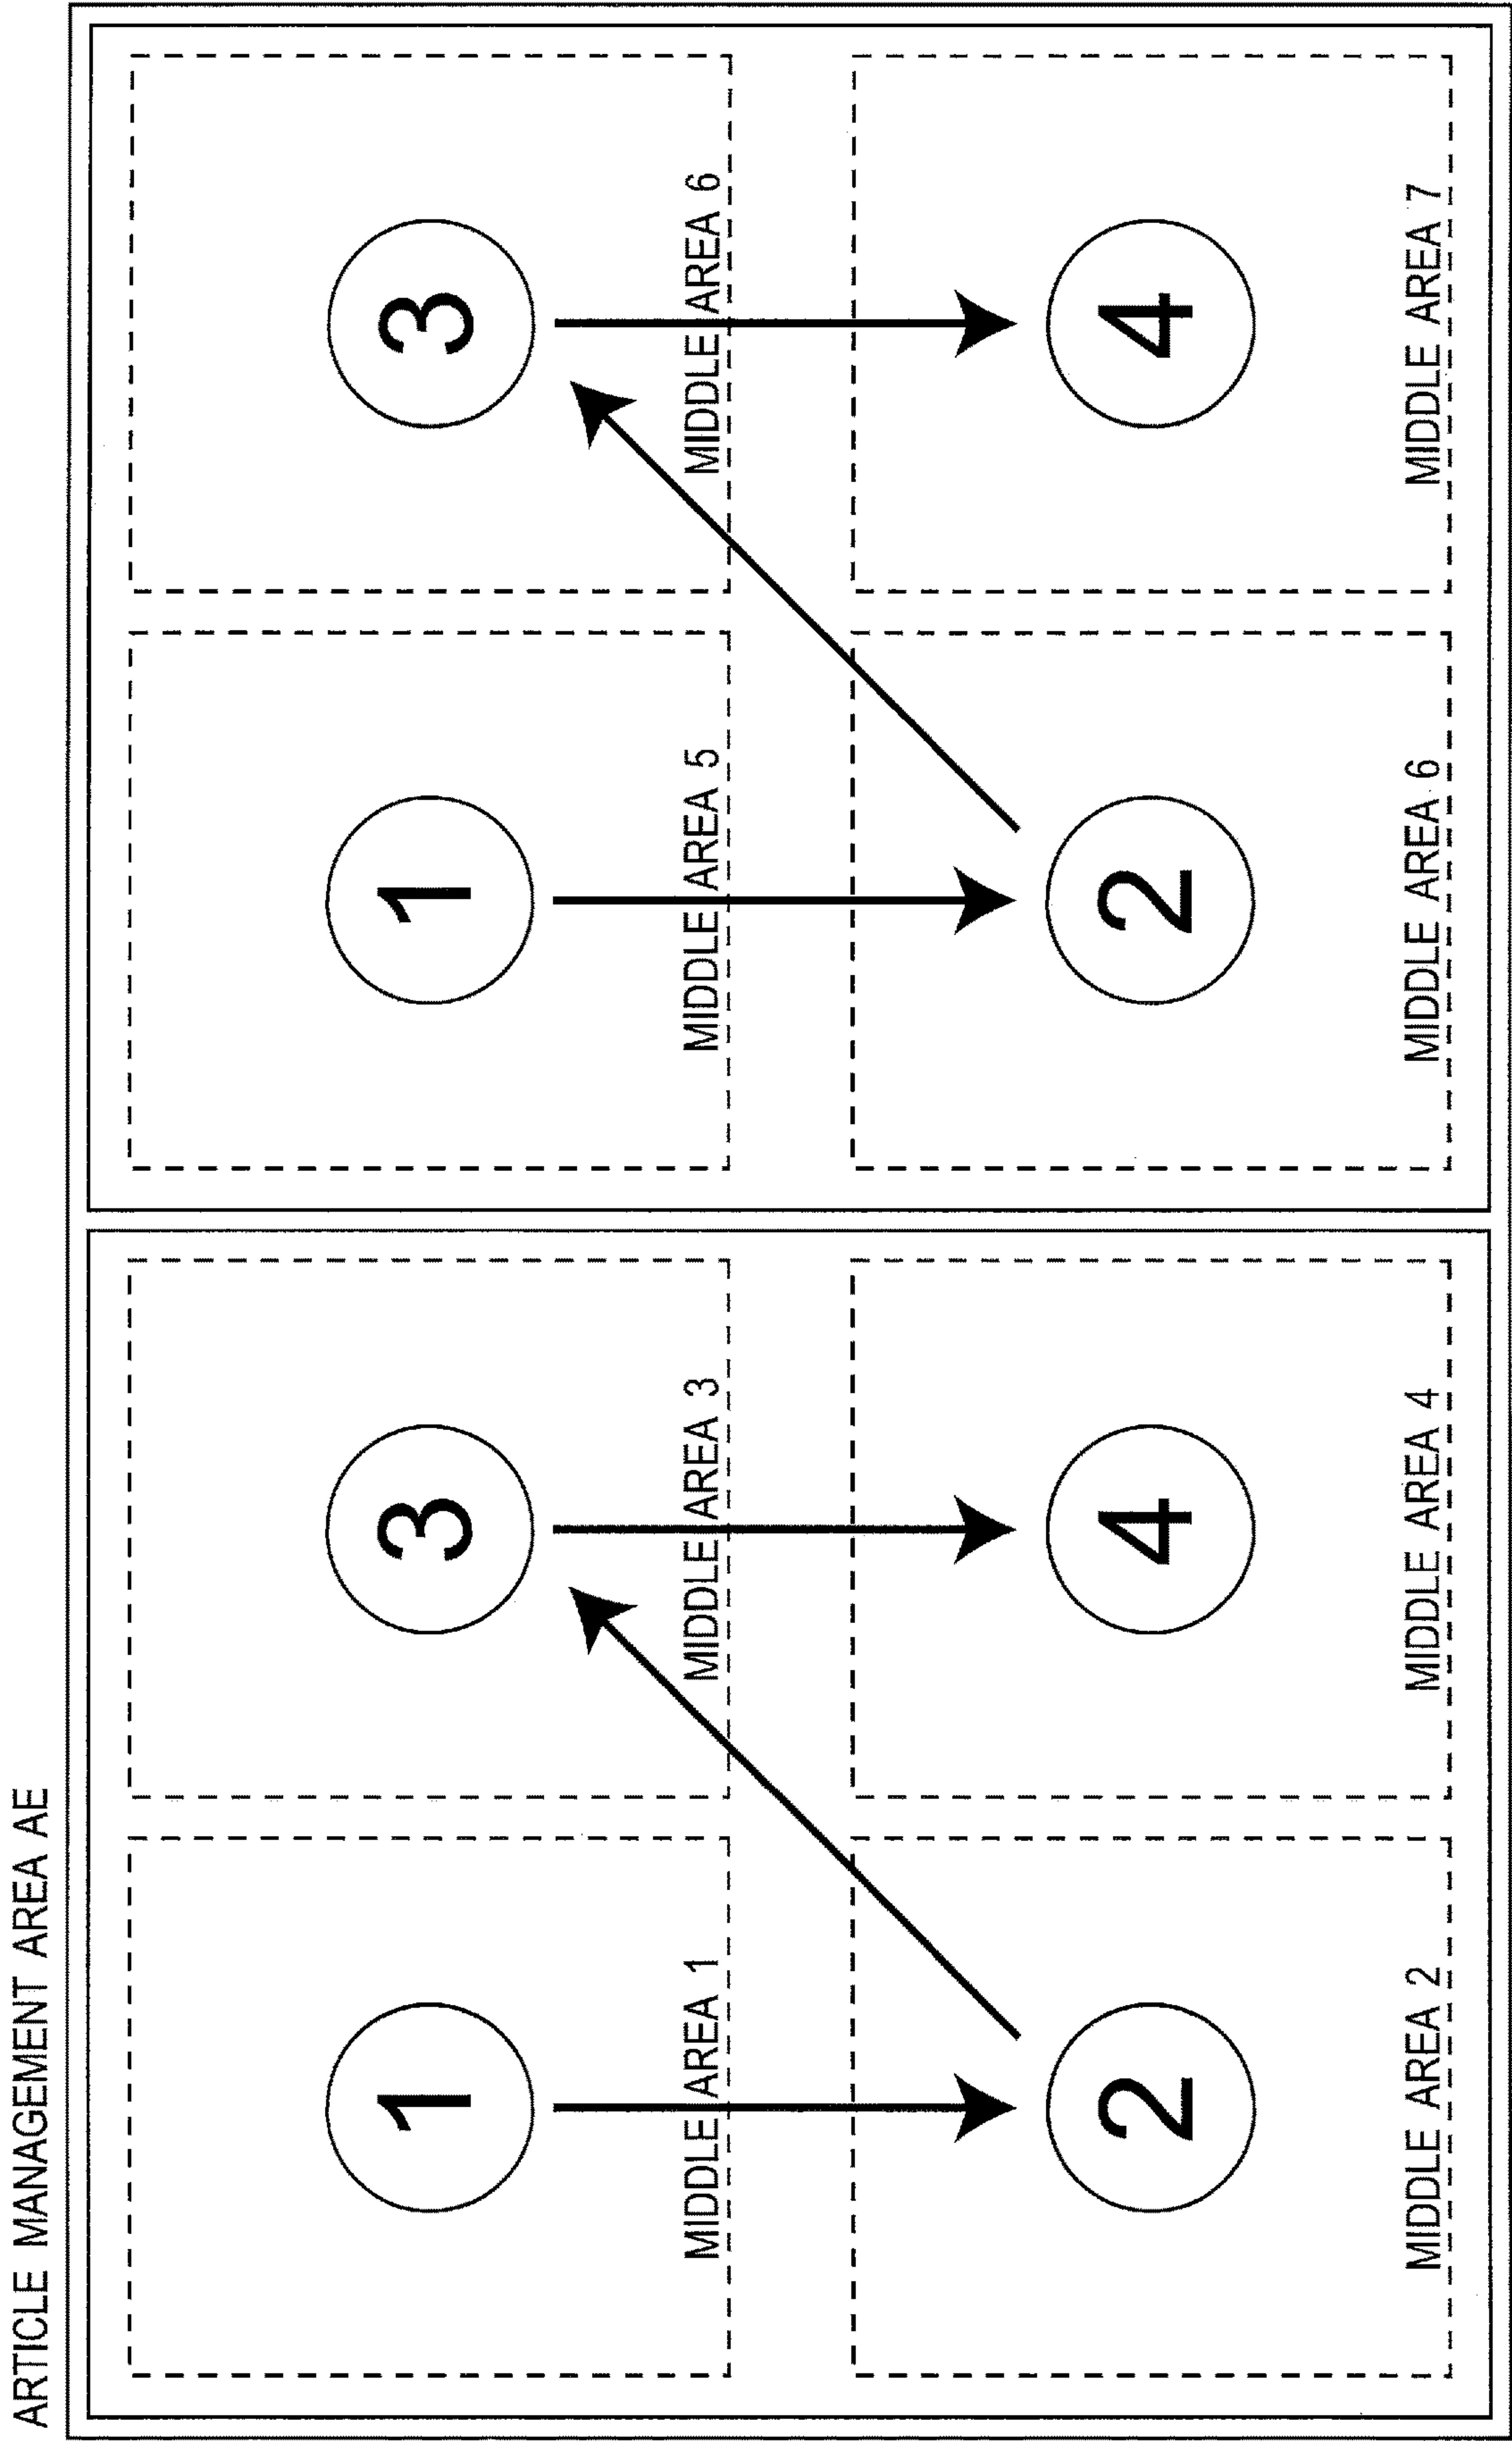 ARTICLE MANAGEMENT AREA AE
1
3
1
3
MIDDLE AREA 1
MIDDLE AREA 3
MIDDLE AREA 5
MIDDLE AREA 6
2
4
2
4
MIDDLE AREA 2
MIDDLE AREA 4
MIDDLE AREA 6
MIDDLE AREA 7